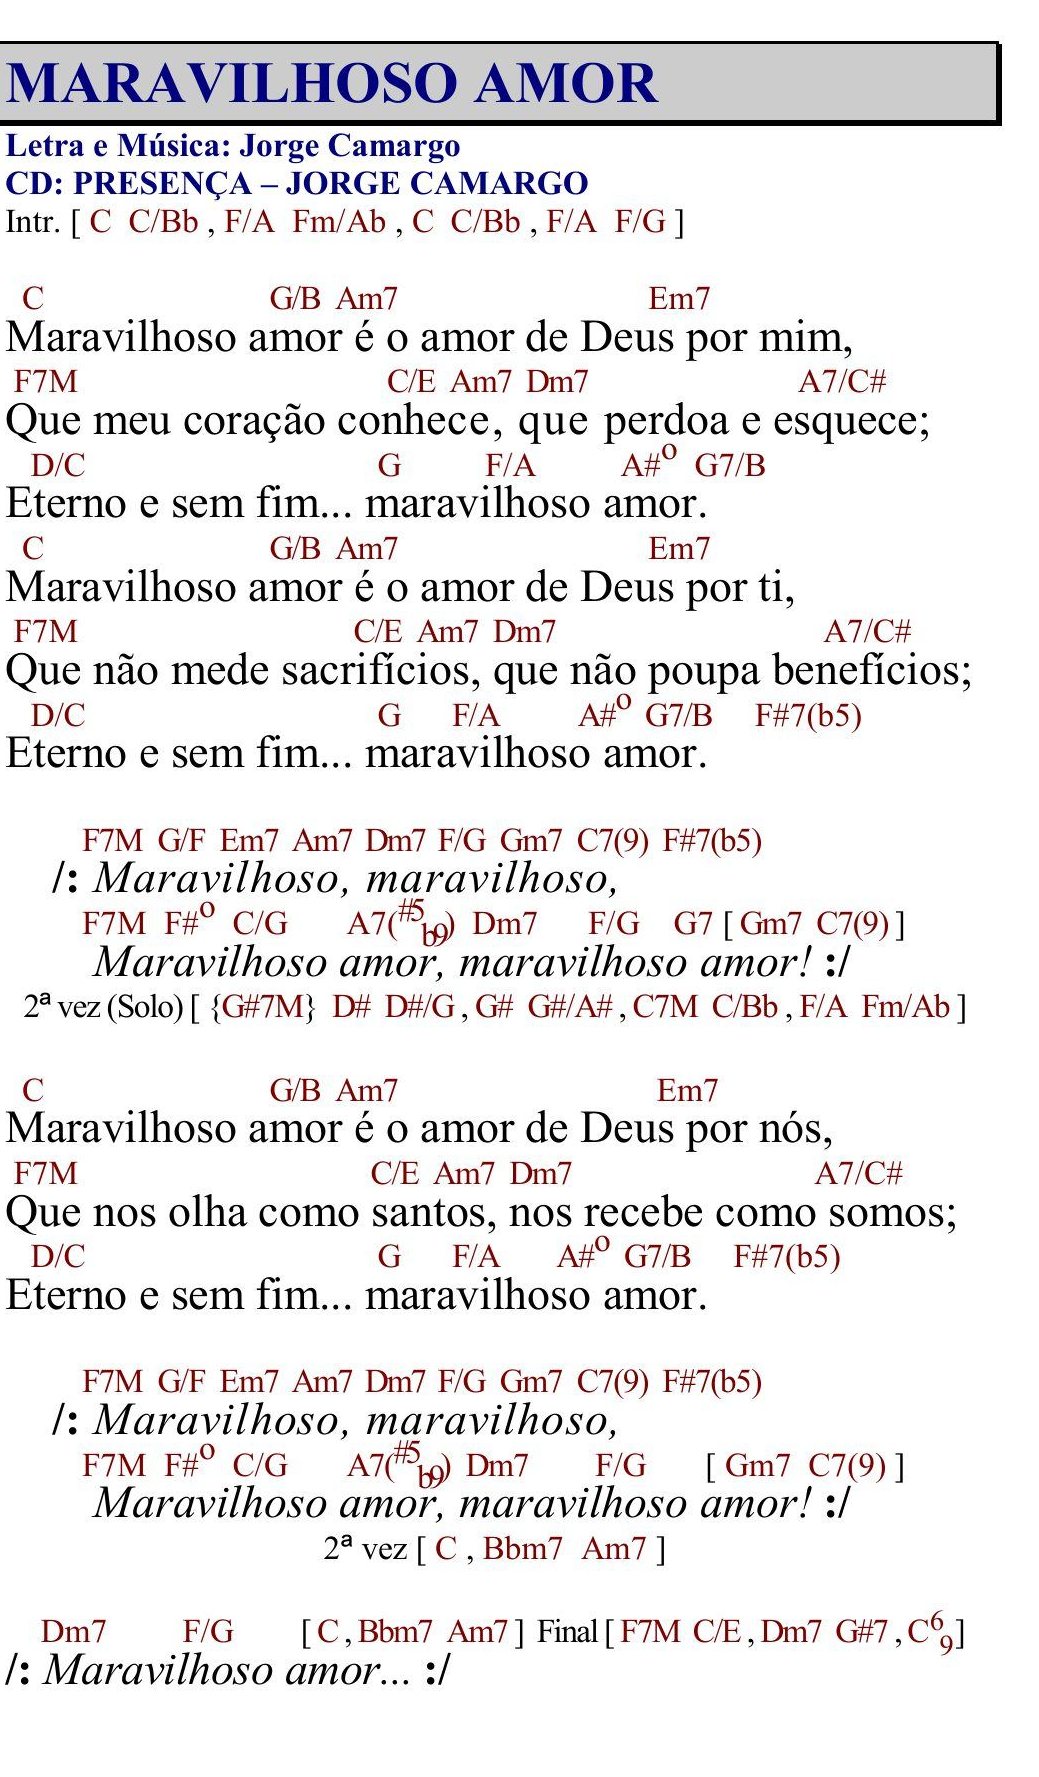 MARAVILHOSO AMOR
Letra e Música: Jorge Camargo
CD: PRESENÇA – JORGE CAMARGO
Intr. [ C C/Bb , F/A Fm/Ab , C C/Bb , F/A F/G ]
C G/B Am7 Em7
Maravilhoso amor é o amor de Deus por mim,
F7M C/E Am7 Dm7 A7/C#
Que meu coração conhece, que perdoa e esquece;
D/C G F/A A#º G7/B
Eterno e sem fim... maravilhoso amor.
C G/B Am7 Em7
Maravilhoso amor é o amor de Deus por ti,
F7M C/E Am7 Dm7 A7/C#
Que não mede sacrifícios, que não poupa benefícios;
D/C G F/A A#º G7/B F#7(b5)
Eterno e sem fim... maravilhoso amor.
F7M G/F Em7 Am7 Dm7 F/G Gm7 C7(9) F#7(b5)
/: Maravilhoso, maravilhoso,
F7M F#º C/G A7(#5 b9) Dm7 F/G G7 [ Gm7 C7(9) ]
Maravilhoso amor, maravilhoso amor! :/
2ª vez (Solo) [ {G#7M} D# D#/G , G# G#/A# , C7M C/Bb , F/A Fm/Ab ]
C G/B Am7 Em7
Maravilhoso amor é o amor de Deus por nós,
F7M C/E Am7 Dm7 A7/C#
Que nos olha como santos, nos recebe como somos;
D/C G F/A A#º G7/B F#7(b5)
Eterno e sem fim... maravilhoso amor.
F7M G/F Em7 Am7 Dm7 F/G Gm7 C7(9) F#7(b5)
/: Maravilhoso, maravilhoso,
F7M F#º C/G A7(#5 b9) Dm7 F/G [ Gm7 C7(9) ]
Maravilhoso amor, maravilhoso amor! :/
2ª vez [ C , Bbm7 Am7 ]
Dm7 F/G [ C , Bbm7 Am7 ] Final [ F7M C/E , Dm7 G#7 , C6 9 ]
/: Maravilhoso amor... :/